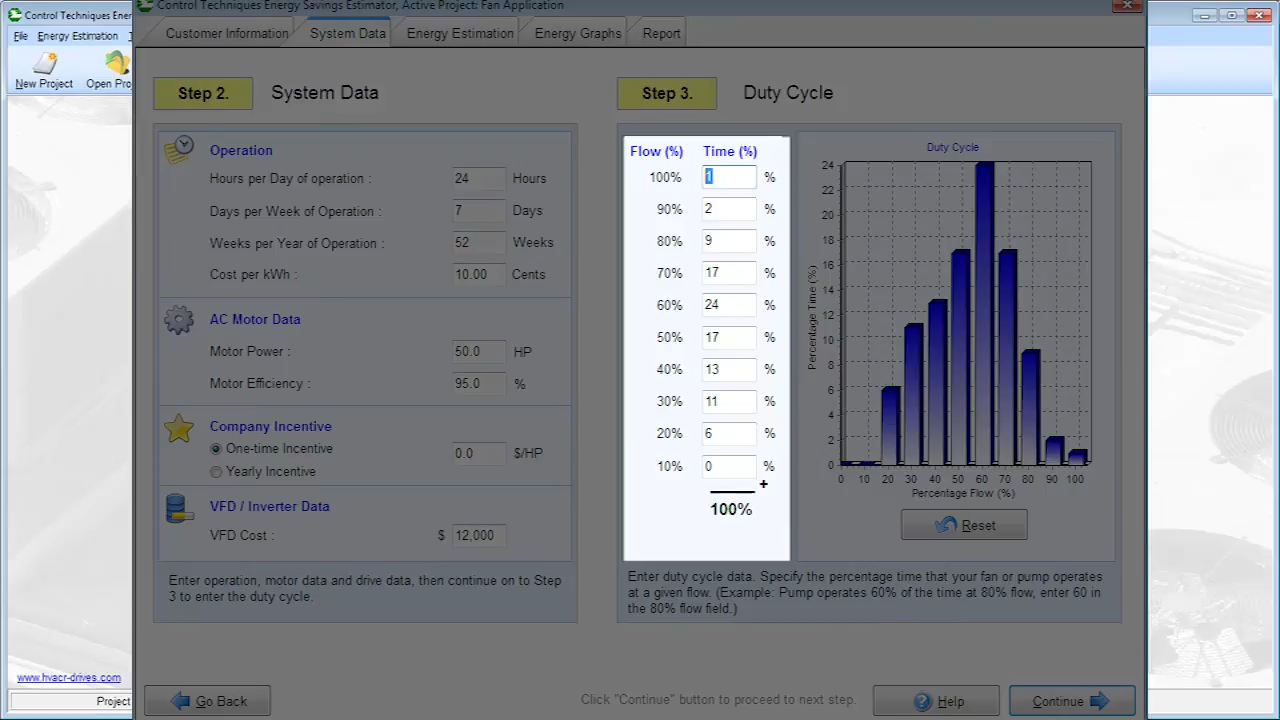 Control Techniques Energy
Control Techniques Energy Savings Estimator, Active Project: Fan Application
File Energy Estimation
New Project Open Pro
Customer Information System Data Energy Estimation Energy Graphs Report
Step 2. System Data
Operation
Hours per Day of operation : 24 Hours
Days per Week of Operation : 7 Days
Weeks per Year of Operation : 52 Weeks
Cost per kWh : 10.00 Cents
AC Motor Data
Motor Power : 50.0 HP
Motor Efficiency : 95.0 %
Company Incentive
One-time Incentive 0.0 $/HP
Yearly Incentive
VFD / Inverter Data
VFD Cost : $ 12,000
Enter operation, motor data and drive data, then continue on to Step
3 to enter the duty cycle.
Step 3. Duty Cycle
Flow (%) Time (%)
100% 1 %
90% 2 %
80% 9 %
70% 17 %
60% 24 %
50% 17 %
40% 13 %
30% 11 %
20% 6 %
10% 0 %
+
100%
Duty Cycle
Percentage Time (%)
24
22
20
18
16
14
12
10
8
6
4
2
0
0 10 20 30 40 50 60 70 80 90 100
Percentage Flow (%)
Reset
Enter duty cycle data. Specify the percentage time that your fan or pump operates
at a given flow. (Example: Pump operates 60% of the time at 80% flow, enter 60 in
the 80% flow field.)
www.hvacr-drives.com
Project
Go Back Click "Continue" button to proceed to next step. Help Continue